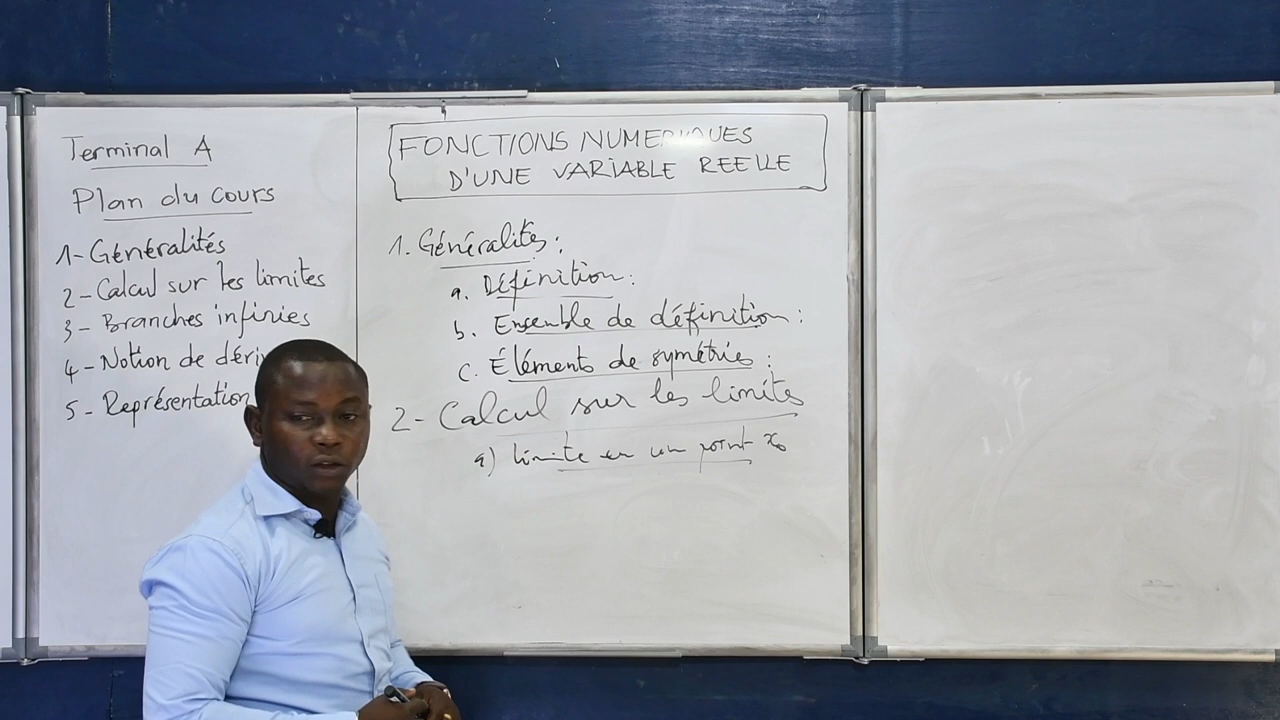 Terminal A
Plan du cours
1- Généralités
2- Calcul sur les limites
3- Branches infinies
4- Notion de déri
5- Représentation
FONCTIONS NUMERIQUES
D'UNE VARIABLE REELLE
1. Généralités:
a. Définition:
b. Ensemble de définition:
c. Éléments de symétrie:
2- Calcul sur les limites
a) limite en un point x₀